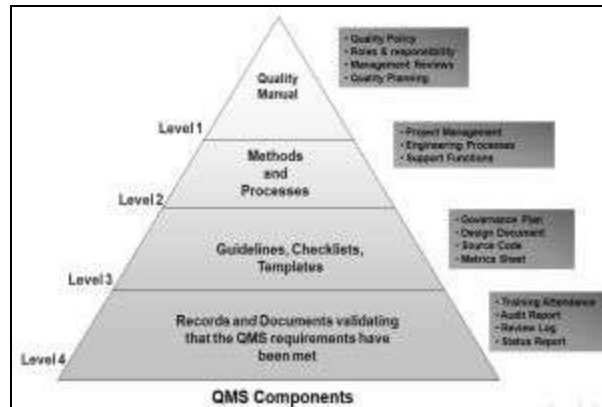 Quality
Manual
• Quality Policy
• Roles & responsibility
• Management Reviews
• Quality Planning
Level 1
Methods
and
Processes
• Project Management
• Engineering Processes
• Support Functions
Level 2
Guidelines, Checklists,
Templates
• Governance Plan
• Design Document
• Source Code
• Metrics Sheet
Level 3
Records and Documents validating
that the QMS requirements have
been met
• Training Attendance
• Audit Report
• Review Log
• Status Report
Level 4
QMS Components